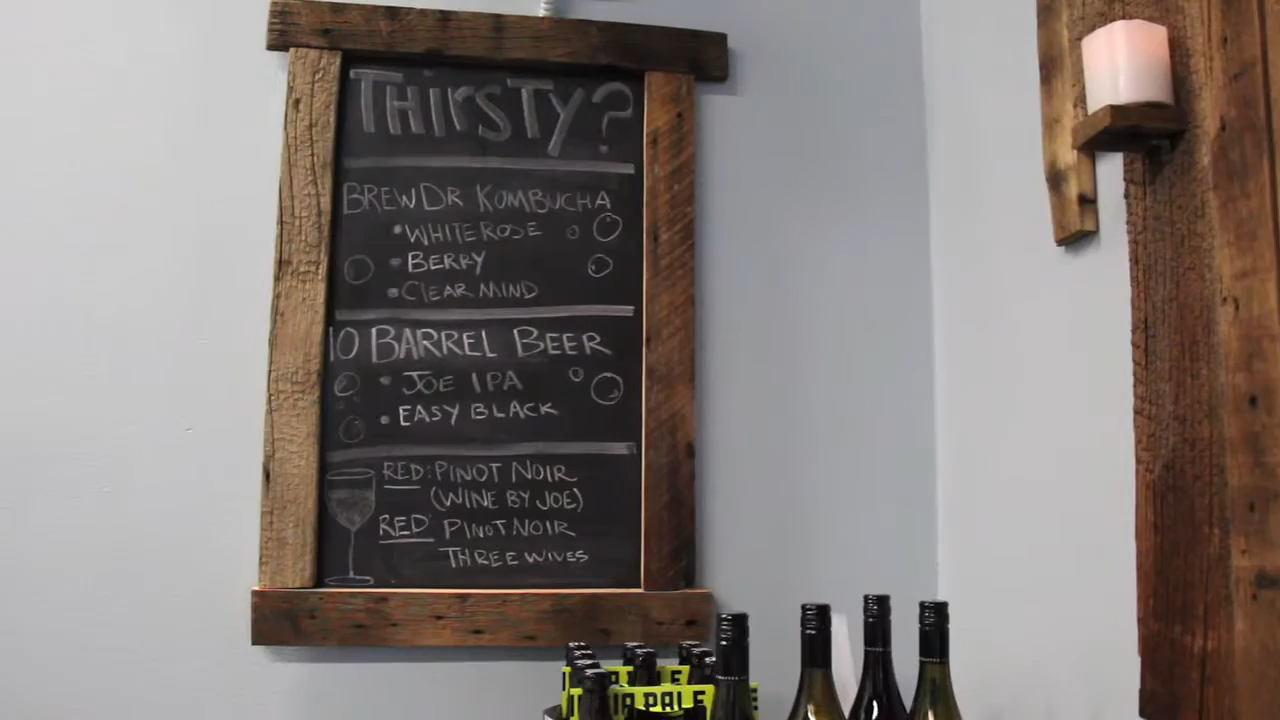 THIRSTY?
BREWDR KOMBUCHA
•WHITE ROSE
•BERRY
•CLEAR MIND
10 BARREL BEER
• JOE IPA
• EASY BLACK
RED: PINOT NOIR
(WINE BY JOE)
RED: PINOT NOIR
THREE WIVES
PALE